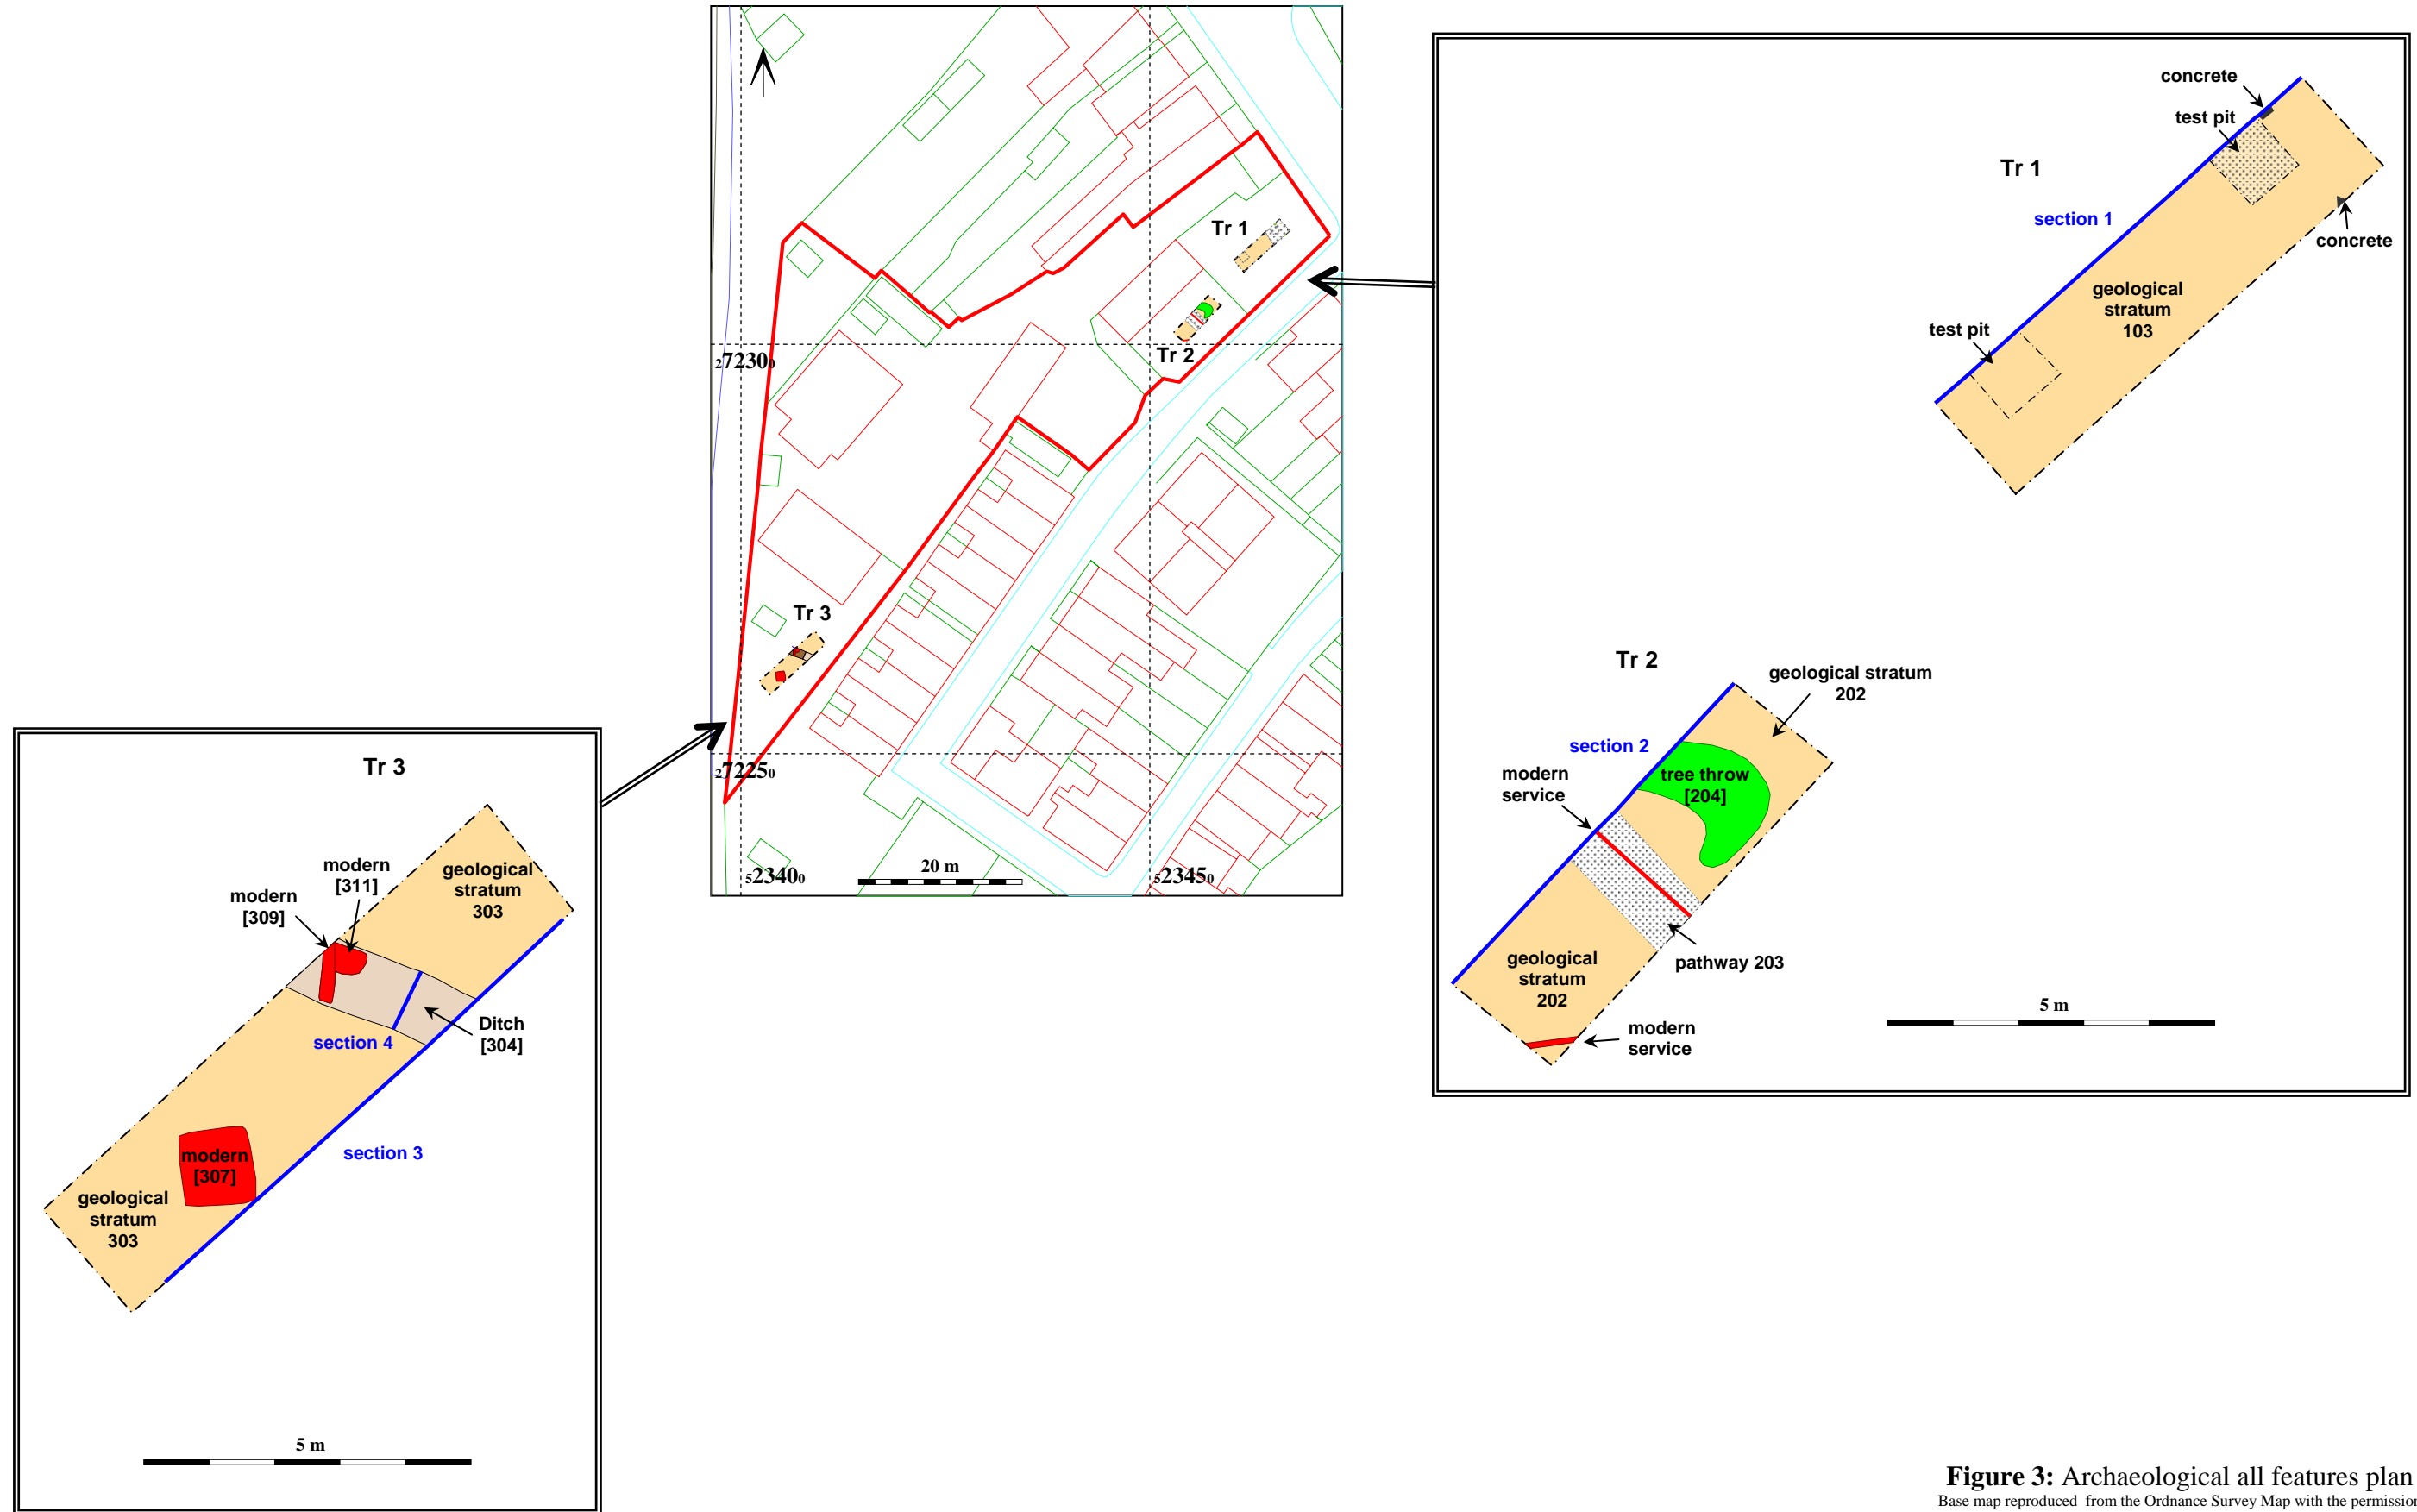 Tr 1
Tr 2
Tr 3
272300
272250
523400
523450
20 m
concrete
test pit
Tr 1
section 1
concrete
geological
stratum
103
test pit
Tr 2
geological stratum
202
section 2
tree throw
[204]
modern
service
pathway 203
geological
stratum
202
modern
service
5 m
Tr 3
modern
[311]
geological
stratum
303
modern
[309]
Ditch
[304]
section 4
section 3
modern
[307]
geological
stratum
303
5 m
Figure 3: Archaeological all features plan
Base map reproduced from the Ordnance Survey Map with the permission